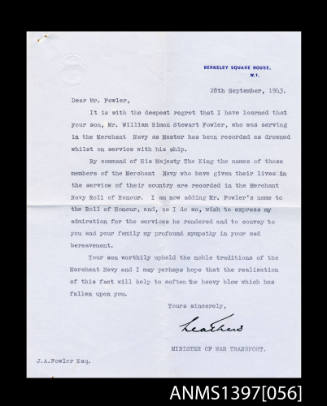 BERKELEY SQUARE HOUSE,
W.1.
28th September, 1943.
Dear Mr. Fowler,
It is with the deepest regret that I have learned that
your son, Mr. William Simon Stewart Fowler, who was serving
in the Merchant Navy as Master has been recorded as drowned
whilst on service with his ship.
By command of His Majesty The King the names of those
members of the Merchant Navy who have given their lives in
the service of their country are recorded in the Merchant
Navy Roll of Honour. I am now adding Mr. Fowler's name to
the Roll of Honour, and, as I do so, wish to express my
admiration for the services he rendered and to convey to
you and your family my profound sympathy in your sad
bereavement.
Your son worthily upheld the noble traditions of the
Merchant Navy and I may perhaps hope that the realisation
of this fact will help to soften the heavy blow which has
fallen upon you.
Yours sincerely,
Leathers
MINISTER OF WAR TRANSPORT.
J.A.Fowler Esq.
ANMS1397[056]